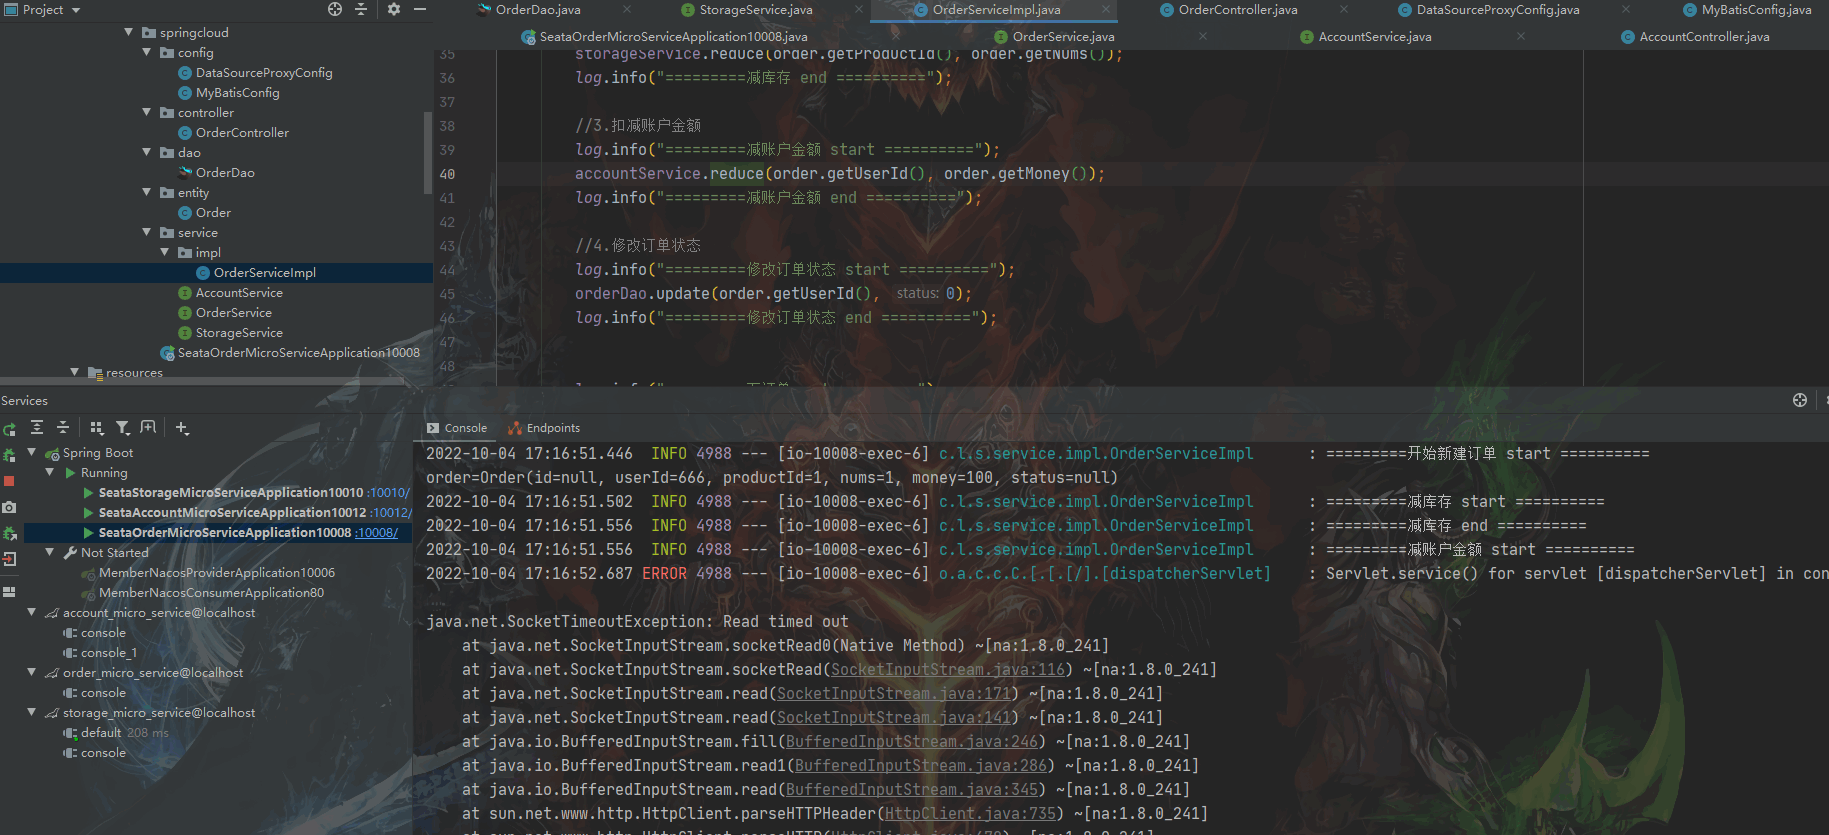 Project
OrderDao.java
StorageService.java
OrderServiceImpl.java
OrderController.java
DataSourceProxyConfig.java
MyBatisConfig.java
SeataOrderMicroServiceApplication10008.java
OrderService.java
AccountService.java
AccountController.java
springcloud
config
DataSourceProxyConfig
MyBatisConfig
controller
OrderController
dao
OrderDao
entity
Order
service
impl
OrderServiceImpl
AccountService
OrderService
StorageService
SeataOrderMicroServiceApplication10008
resources
35 storageService.reduce(order.getProductId(), order.getNums());
36 log.info("=========减库存 end ==========");
37
38 //3.扣减账户金额
39 log.info("=========减账户金额 start ==========");
40 accountService.reduce(order.getUserId(), order.getMoney());
41 log.info("=========减账户金额 end ==========");
42
43 //4.修改订单状态
44 log.info("=========修改订单状态 start ==========");
45 orderDao.update(order.getUserId(), status: 0);
46 log.info("=========修改订单状态 end ==========");
47
48
Services
Spring Boot
Running
SeataStorageMicroServiceApplication10010 :10010/
SeataAccountMicroServiceApplication10012 :10012/
SeataOrderMicroServiceApplication10008 :10008/
Not Started
MemberNacosProviderApplication10006
MemberNacosConsumerApplication80
account_micro_service@localhost
console
console_1
order_micro_service@localhost
console
storage_micro_service@localhost
default 208 ms
console
Console
Endpoints
2022-10-04 17:16:51.446 INFO 4988 --- [io-10008-exec-6] c.l.s.service.impl.OrderServiceImpl : =========开始新建订单 start ==========
order=Order(id=null, userId=666, productId=1, nums=1, money=100, status=null)
2022-10-04 17:16:51.502 INFO 4988 --- [io-10008-exec-6] c.l.s.service.impl.OrderServiceImpl : =========减库存 start ==========
2022-10-04 17:16:51.556 INFO 4988 --- [io-10008-exec-6] c.l.s.service.impl.OrderServiceImpl : =========减库存 end ==========
2022-10-04 17:16:51.556 INFO 4988 --- [io-10008-exec-6] c.l.s.service.impl.OrderServiceImpl : =========减账户金额 start ==========
2022-10-04 17:16:52.687 ERROR 4988 --- [io-10008-exec-6] o.a.c.c.C.[.[.[/].[dispatcherServlet] : Servlet.service() for servlet [dispatcherServlet] in con
java.net.SocketTimeoutException: Read timed out
at java.net.SocketInputStream.socketRead0(Native Method) ~[na:1.8.0_241]
at java.net.SocketInputStream.socketRead(SocketInputStream.java:116) ~[na:1.8.0_241]
at java.net.SocketInputStream.read(SocketInputStream.java:171) ~[na:1.8.0_241]
at java.net.SocketInputStream.read(SocketInputStream.java:141) ~[na:1.8.0_241]
at java.io.BufferedInputStream.fill(BufferedInputStream.java:246) ~[na:1.8.0_241]
at java.io.BufferedInputStream.read1(BufferedInputStream.java:286) ~[na:1.8.0_241]
at java.io.BufferedInputStream.read(BufferedInputStream.java:345) ~[na:1.8.0_241]
at sun.net.www.http.HttpClient.parseHTTPHeader(HttpClient.java:735) ~[na:1.8.0_241]